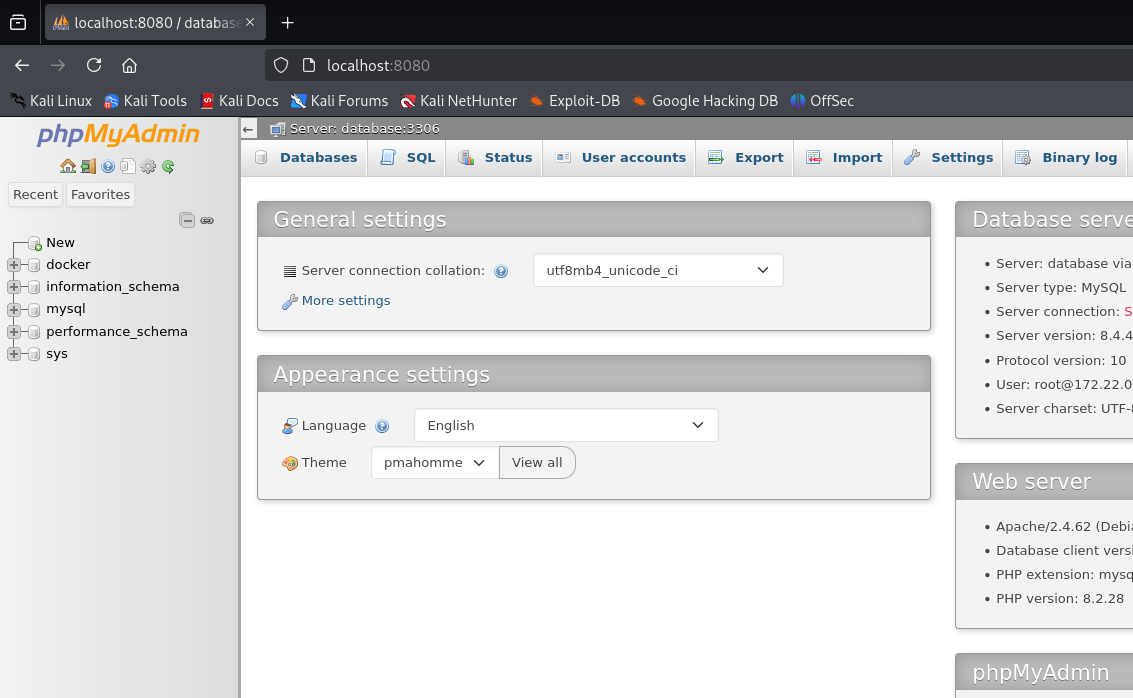 localhost:8080 / databas
localhost:8080
Kali Linux Kali Tools Kali Docs Kali Forums Kali NetHunter Exploit-DB Google Hacking DB OffSec
phpMyAdmin
Recent Favorites
New
docker
information_schema
mysql
performance_schema
sys
Server: database:3306
Databases SQL Status User accounts Export Import Settings Binary log
General settings
Server connection collation: utf8mb4_unicode_ci
More settings
Appearance settings
Language English
Theme pmahomme View all
Database serve
Server: database via
Server type: MySQL
Server connection: S
Server version: 8.4.4
Protocol version: 10
User: root@172.22.0
Server charset: UTF-8
Web server
Apache/2.4.62 (Debia
Database client versi
PHP extension: mysq
PHP version: 8.2.28
phpMyAdmin